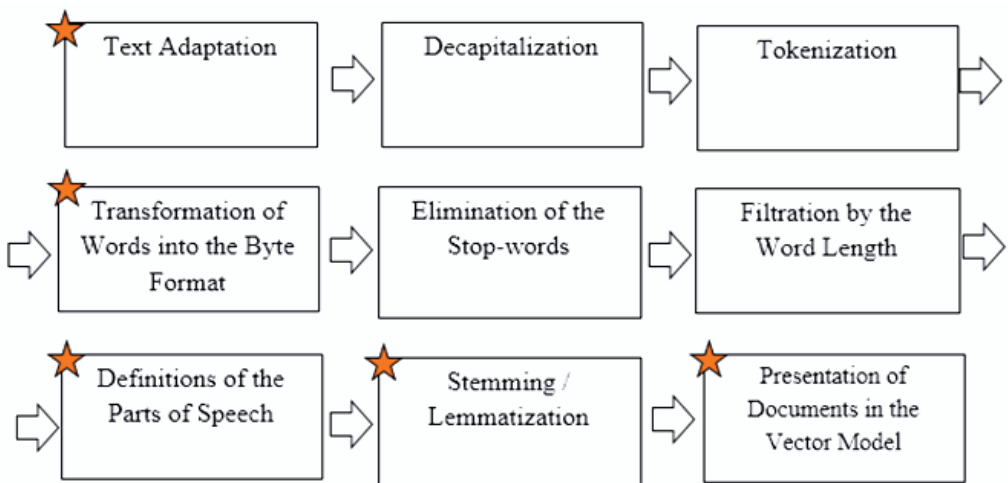 Text Adaptation
Decapitalization
Tokenization
Transformation of
Words into the Byte
Format
Elimination of the
Stop-words
Filtration by the
Word Length
Definitions of the
Parts of Speech
Stemming /
Lemmatization
Presentation of
Documents in the
Vector Model